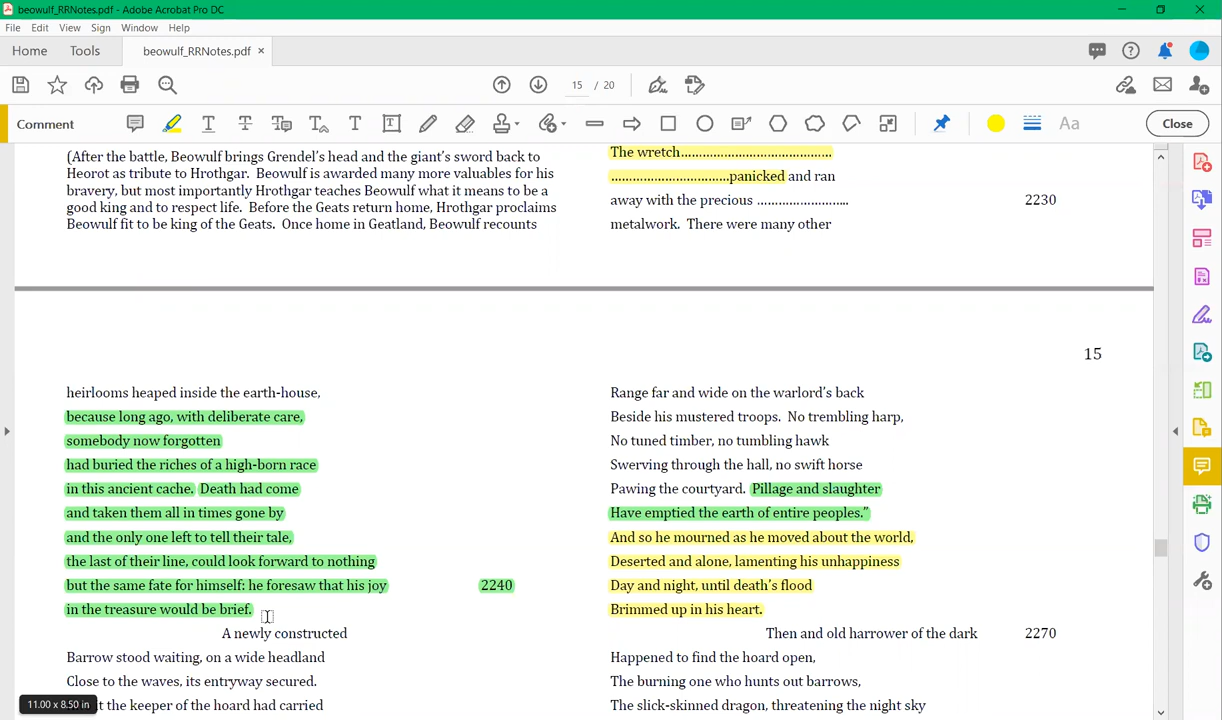 beowulf_RRNotes.pdf - Adobe Acrobat Pro DC
File Edit View Sign Window Help
Home Tools beowulf_RRNotes.pdf ×
15 / 20
Comment Aa Close
(After the battle, Beowulf brings Grendel's head and the giant's sword back to
Heorot as tribute to Hrothgar. Beowulf is awarded many more valuables for his
bravery, but most importantly Hrothgar teaches Beowulf what it means to be a
good king and to respect life. Before the Geats return home, Hrothgar proclaims
Beowulf fit to be king of the Geats. Once home in Geatland, Beowulf recounts
The wretch..........................................
.................................panicked and ran
away with the precious ......................... 2230
metalwork. There were many other
15
heirlooms heaped inside the earth-house,
because long ago, with deliberate care,
somebody now forgotten
had buried the riches of a high-born race
in this ancient cache. Death had come
and taken them all in times gone by
and the only one left to tell their tale,
the last of their line, could look forward to nothing
but the same fate for himself: he foresaw that his joy 2240
in the treasure would be brief.
A newly constructed
Barrow stood waiting, on a wide headland
Close to the waves, its entryway secured.
t the keeper of the hoard had carried
Range far and wide on the warlord's back
Beside his mustered troops. No trembling harp,
No tuned timber, no tumbling hawk
Swerving through the hall, no swift horse
Pawing the courtyard. Pillage and slaughter
Have emptied the earth of entire peoples."
And so he mourned as he moved about the world,
Deserted and alone, lamenting his unhappiness
Day and night, until death's flood
Brimmed up in his heart.
Then and old harrower of the dark 2270
Happened to find the hoard open,
The burning one who hunts out barrows,
The slick-skinned dragon, threatening the night sky
11.00 x 8.50 in